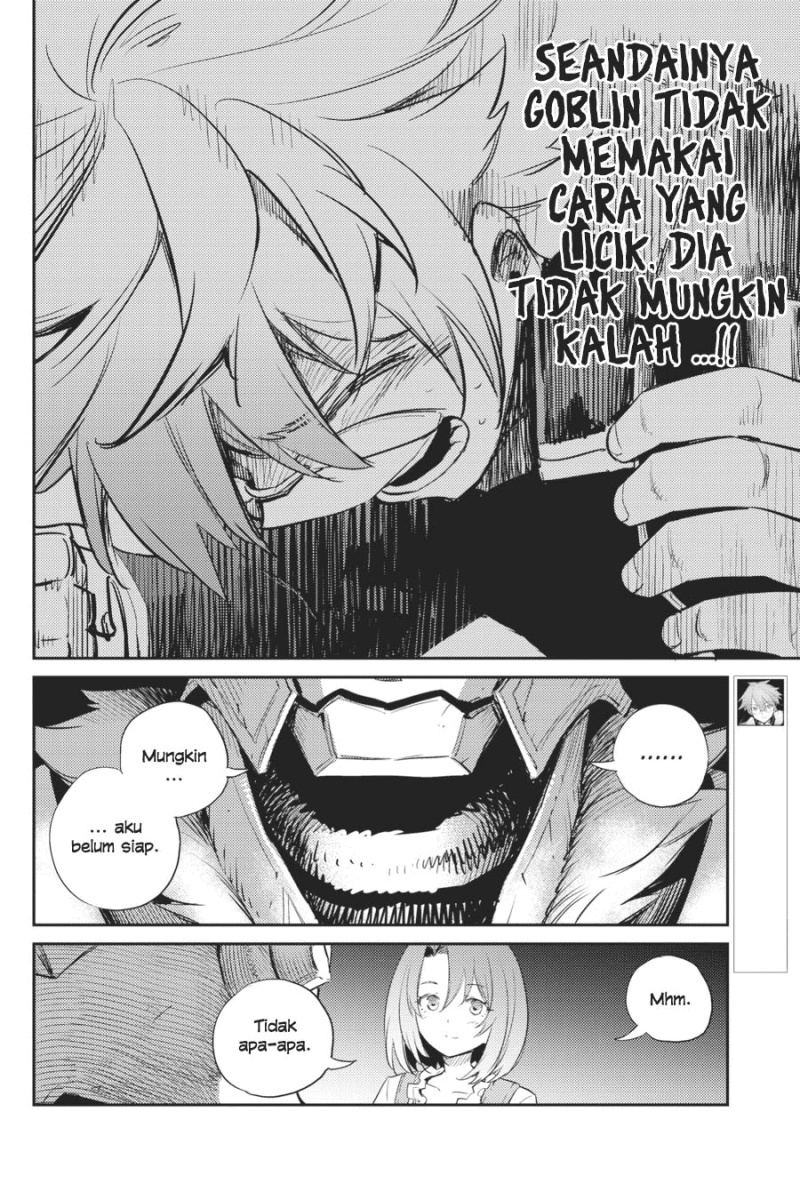 SEANDAINYA
GOBLIN TIDAK
MEMAKAI
CARA YANG
LICIK. DIA
TIDAK MUNGKIN
KALAH ...!!
......
Mungkin
...
... aku
belum siap.
Mhm.
Tidak
apa-apa.